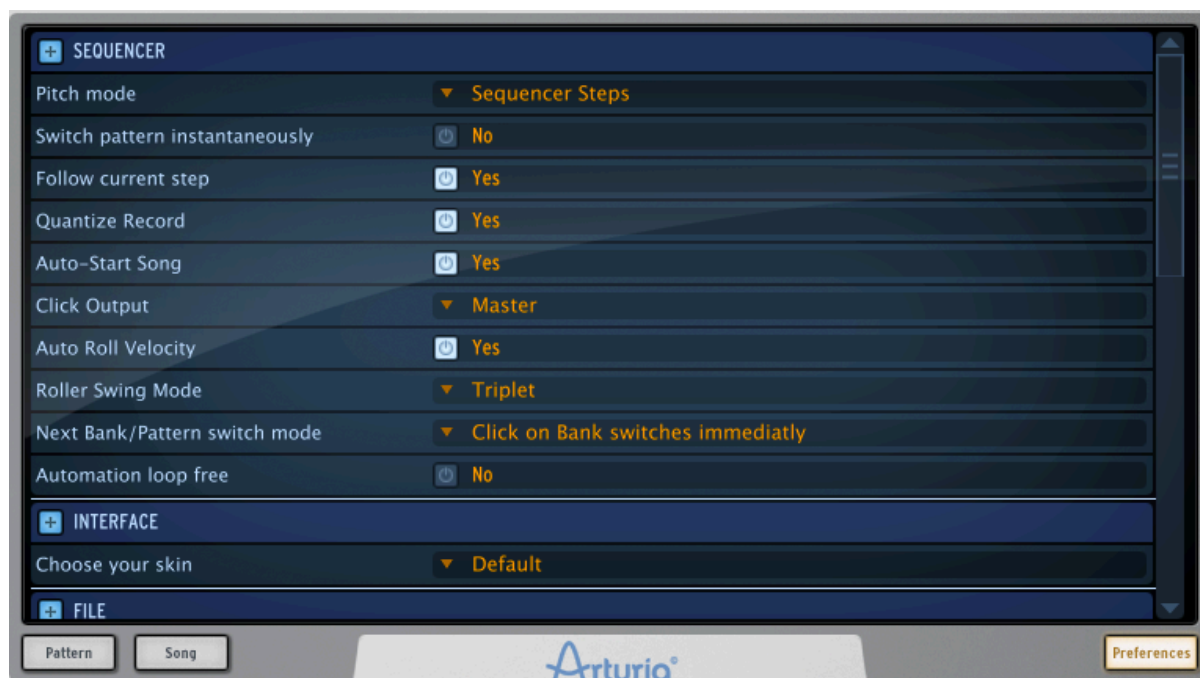 SEQUENCER
Pitch mode Sequencer Steps
Switch pattern instantaneously No
Follow current step Yes
Quantize Record Yes
Auto-Start Song Yes
Click Output Master
Auto Roll Velocity Yes
Roller Swing Mode Triplet
Next Bank/Pattern switch mode Click on Bank switches immediatly
Automation loop free No
INTERFACE
Choose your skin Default
FILE
Pattern Song Arturia® Preferences